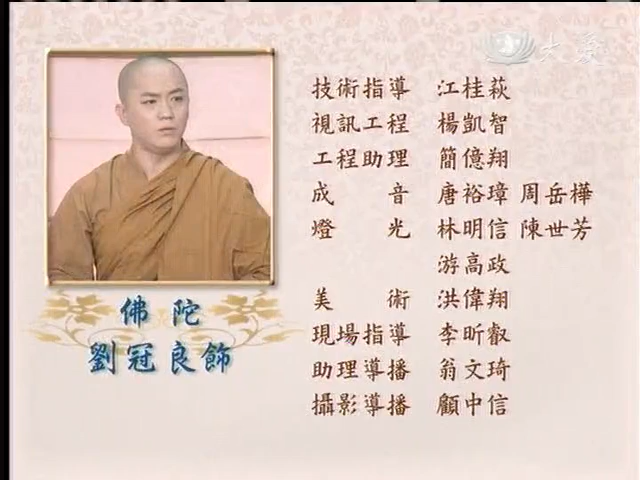 大愛
技術指導 江桂萩
視訊工程 楊凱智
工程助理 簡億翔
成音 唐裕璋 周岳樺
燈光 林明信 陳世芳
游高政
美術 洪偉翔
現場指導 李昕叡
助理導播 翁文琦
攝影導播 顧中信
佛陀
劉冠良飾